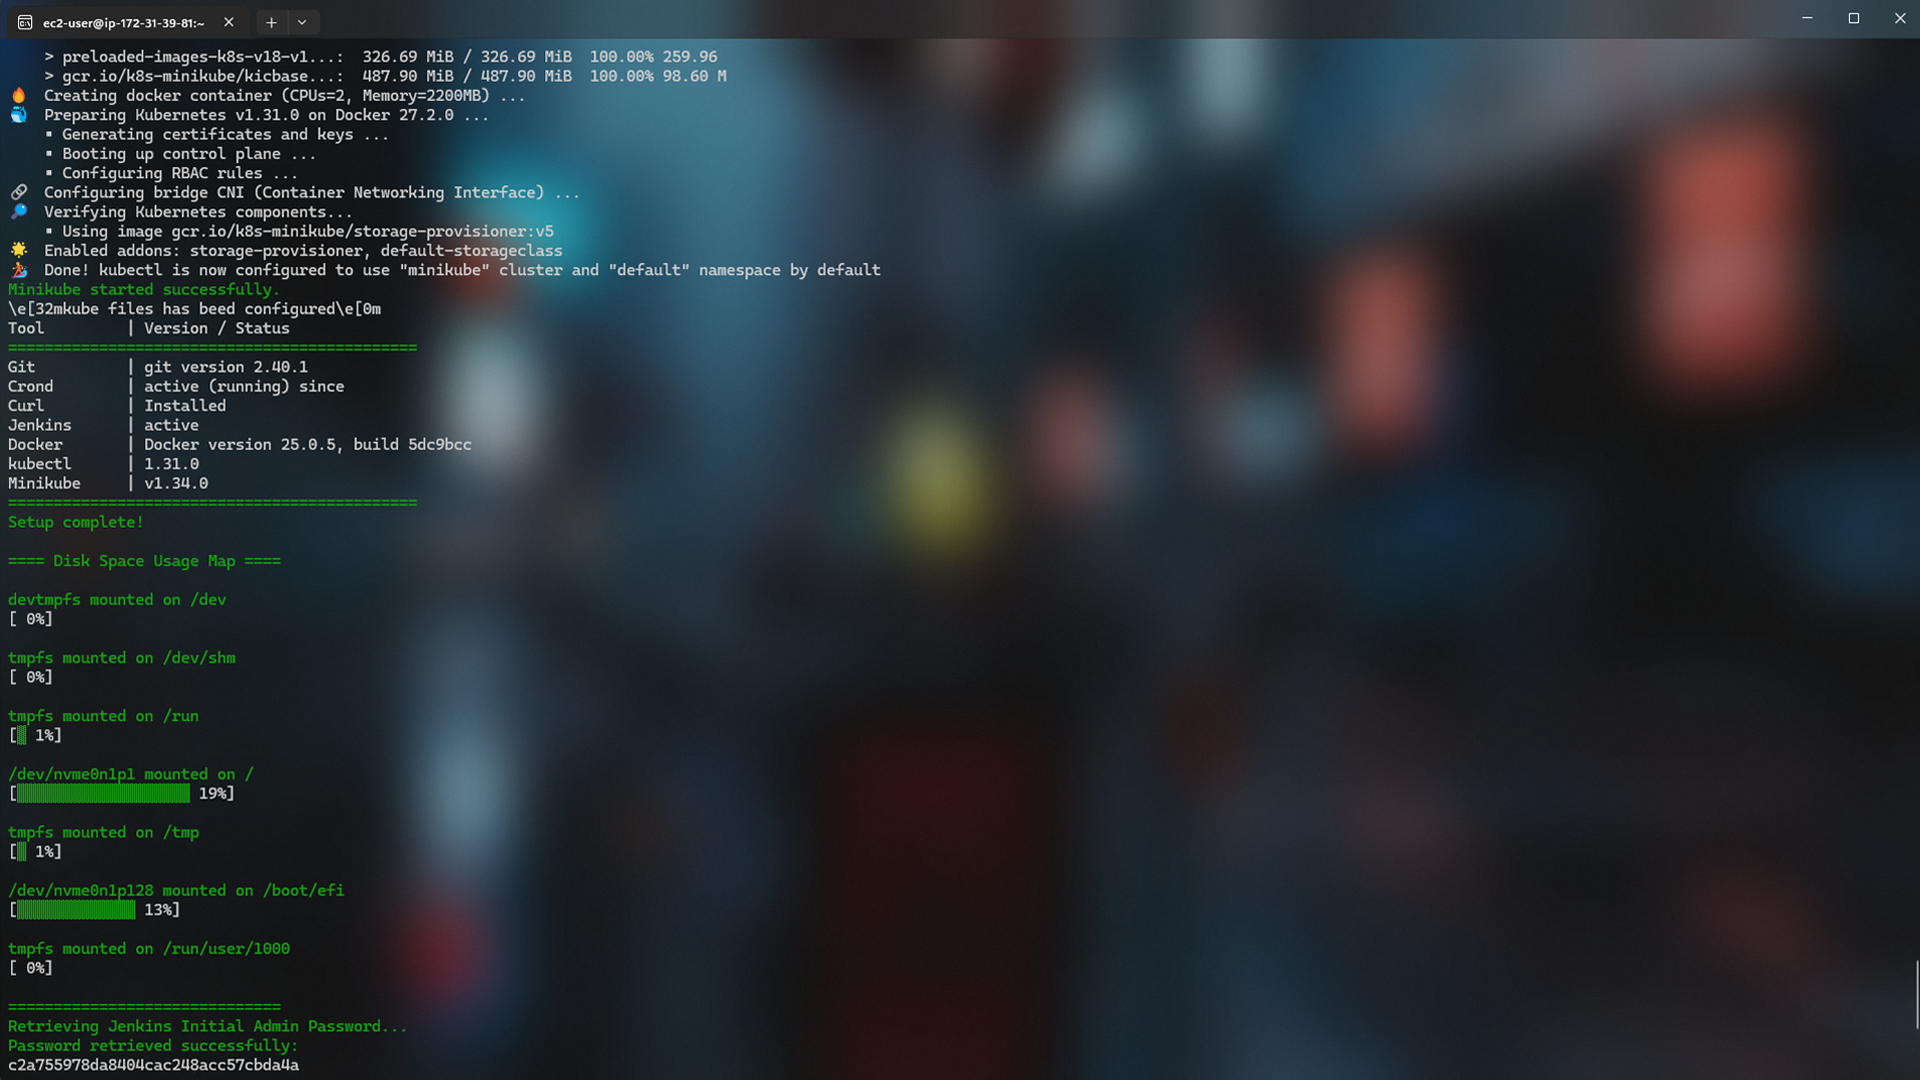 ec2-user@ip-172-31-39-81:~
> preloaded-images-k8s-v18-v1...:  326.69 MiB / 326.69 MiB  100.00% 259.96
> gcr.io/k8s-minikube/kicbase...:  487.90 MiB / 487.90 MiB  100.00% 98.60 M
Creating docker container (CPUs=2, Memory=2200MB) ...
Preparing Kubernetes v1.31.0 on Docker 27.2.0 ...
▪ Generating certificates and keys ...
▪ Booting up control plane ...
▪ Configuring RBAC rules ...
Configuring bridge CNI (Container Networking Interface) ...
Verifying Kubernetes components...
▪ Using image gcr.io/k8s-minikube/storage-provisioner:v5
Enabled addons: storage-provisioner, default-storageclass
Done! kubectl is now configured to use "minikube" cluster and "default" namespace by default
Minikube started successfully.
\e[32mkube files has beed configured\e[0m
Tool          | Version / Status
=============================================
Git           | git version 2.40.1
Crond         | active (running) since
Curl          | Installed
Jenkins       | active
Docker        | Docker version 25.0.5, build 5dc9bcc
kubectl       | 1.31.0
Minikube      | v1.34.0
=============================================
Setup complete!
==== Disk Space Usage Map ====
devtmpfs mounted on /dev
[ 0%]
tmpfs mounted on /dev/shm
[ 0%]
tmpfs mounted on /run
[▒ 1%]
/dev/nvme0n1p1 mounted on /
[▒▒▒▒▒▒▒▒▒▒▒▒▒▒▒▒▒▒▒ 19%]
tmpfs mounted on /tmp
[▒ 1%]
/dev/nvme0n1p128 mounted on /boot/efi
[▒▒▒▒▒▒▒▒▒▒▒▒▒ 13%]
tmpfs mounted on /run/user/1000
[ 0%]
==============================
Retrieving Jenkins Initial Admin Password...
Password retrieved successfully:
c2a755978da8404cac248acc57cbda4a